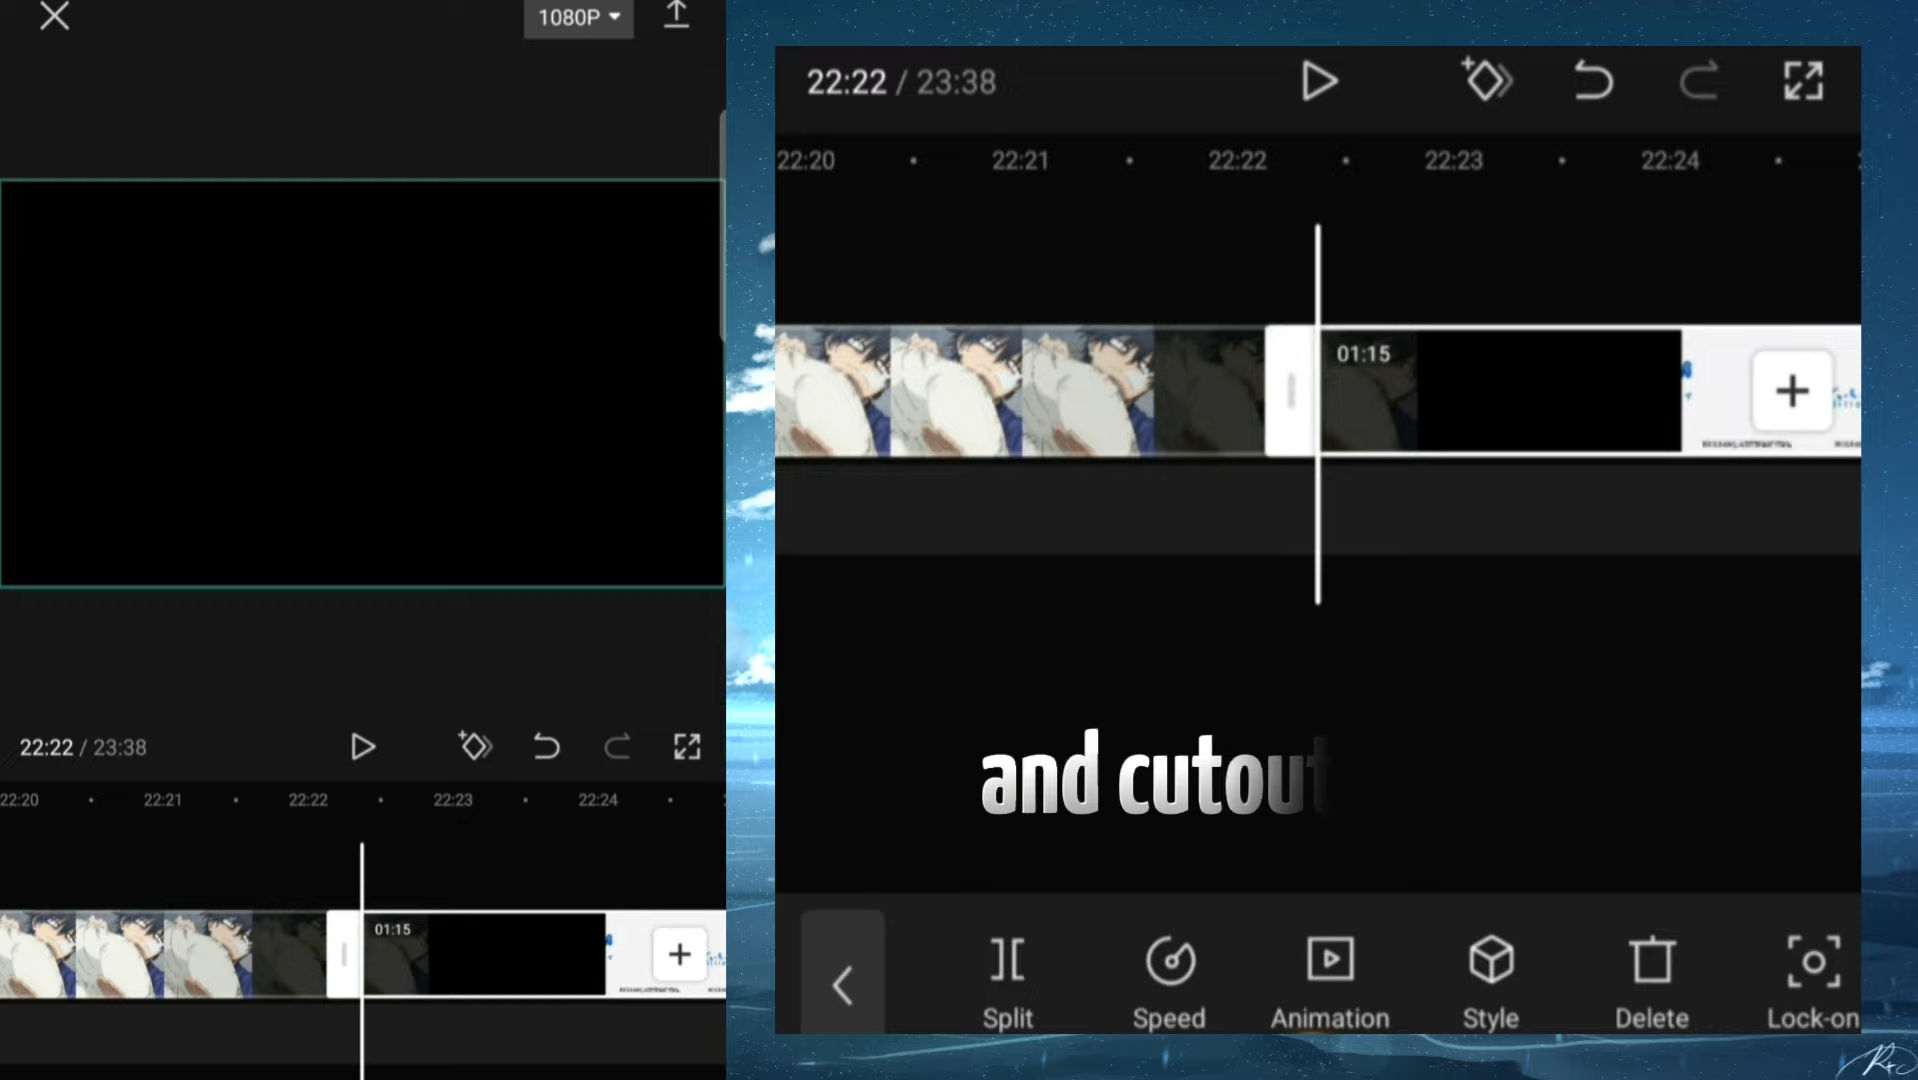 1080P
22:22 / 23:38
22:20 22:21 22:22 22:23 22:24
01:15
22:22 / 23:38
22:20 22:21 22:22 22:23 22:24
01:15
and cutout
Split Speed Animation Style Delete Lock-on